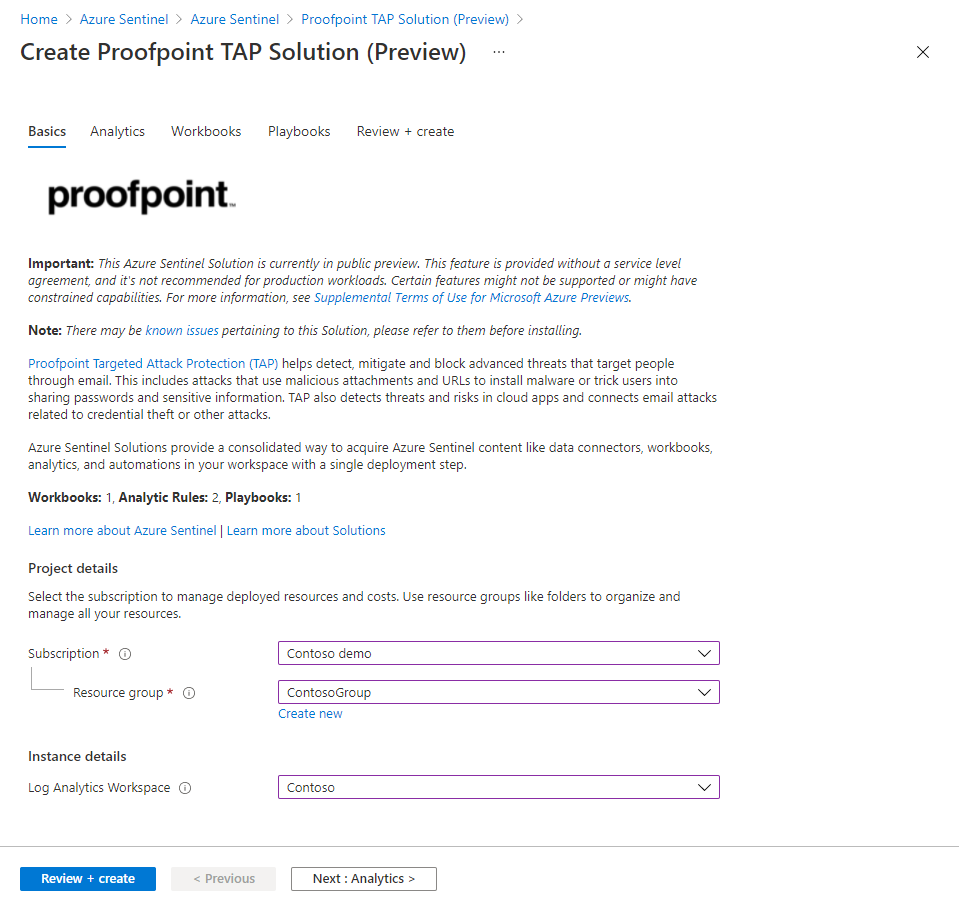 Home > Azure Sentinel > Azure Sentinel > Proofpoint TAP Solution (Preview) >
Create Proofpoint TAP Solution (Preview) ...
Basics Analytics Workbooks Playbooks Review + create
proofpoint™
Important: This Azure Sentinel Solution is currently in public preview. This feature is provided without a service level
agreement, and it's not recommended for production workloads. Certain features might not be supported or might have
constrained capabilities. For more information, see Supplemental Terms of Use for Microsoft Azure Previews.
Note: There may be known issues pertaining to this Solution, please refer to them before installing.
Proofpoint Targeted Attack Protection (TAP) helps detect, mitigate and block advanced threats that target people
through email. This includes attacks that use malicious attachments and URLs to install malware or trick users into
sharing passwords and sensitive information. TAP also detects threats and risks in cloud apps and connects email attacks
related to credential theft or other attacks.
Azure Sentinel Solutions provide a consolidated way to acquire Azure Sentinel content like data connectors, workbooks,
analytics, and automations in your workspace with a single deployment step.
Workbooks: 1, Analytic Rules: 2, Playbooks: 1
Learn more about Azure Sentinel | Learn more about Solutions
Project details
Select the subscription to manage deployed resources and costs. Use resource groups like folders to organize and
manage all your resources.
Subscription * Contoso demo
Resource group * ContosoGroup
Create new
Instance details
Log Analytics Workspace Contoso
Review + create < Previous Next : Analytics >